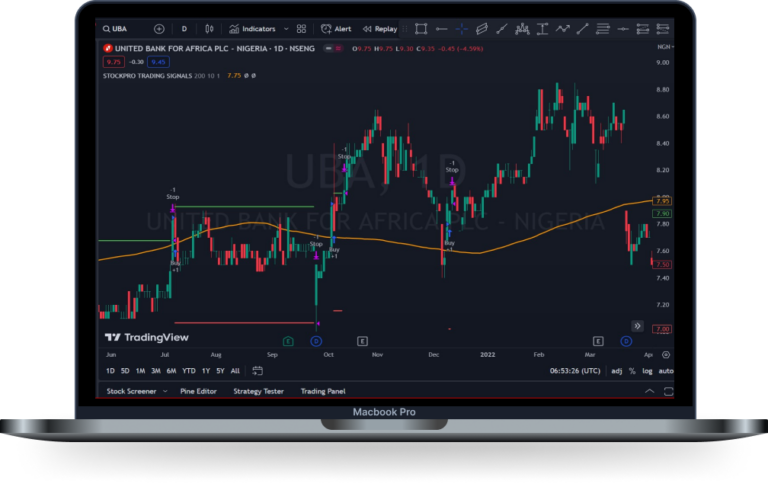 UBA D Indicators Alert Replay
UNITED BANK FOR AFRICA PLC - NIGERIA · 1D · NSENG O9.75 H9.75 L9.30 C9.35 -0.45 (-4.59%) NGN
9.75 -0.30 9.45
STOCKPRO TRADING SIGNALS 200 10 1 7.75 Ø Ø
9.00
8.80
8.60
8.40
8.20
8.00
7.95
7.90
7.80
7.60
7.50
7.40
7.20
7.00
UBA, 1D
UNITED BANK FOR AFRICA PLC - NIGERIA
-1
Stop
Buy
+1
-1
Stop
-1
Stop
Buy
+1
-1
Stop
Buy
+1
TradingView
E D E E D
Jun Jul Aug Sep Oct Nov Dec 2022 Feb Mar Apr
1D 5D 1M 3M 6M YTD 1Y 5Y All 06:53:26 (UTC) adj % log auto
Stock Screener Pine Editor Strategy Tester Trading Panel
Macbook Pro